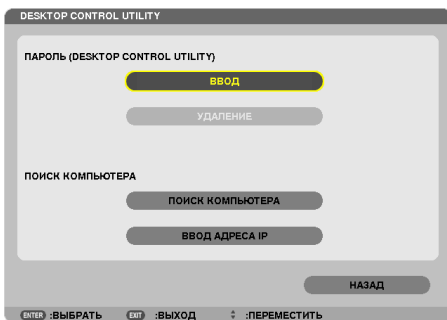 DESKTOP CONTROL UTILITY
ПАРОЛЬ (DESKTOP CONTROL UTILITY)
ВВОД
УДАЛЕНИЕ
ПОИСК КОМПЬЮТЕРА
ПОИСК КОМПЬЮТЕРА
ВВОД АДРЕСА IP
НАЗАД
ENTER :ВЫБРАТЬ EXIT :ВЫХОД :ПЕРЕМЕСТИТЬ